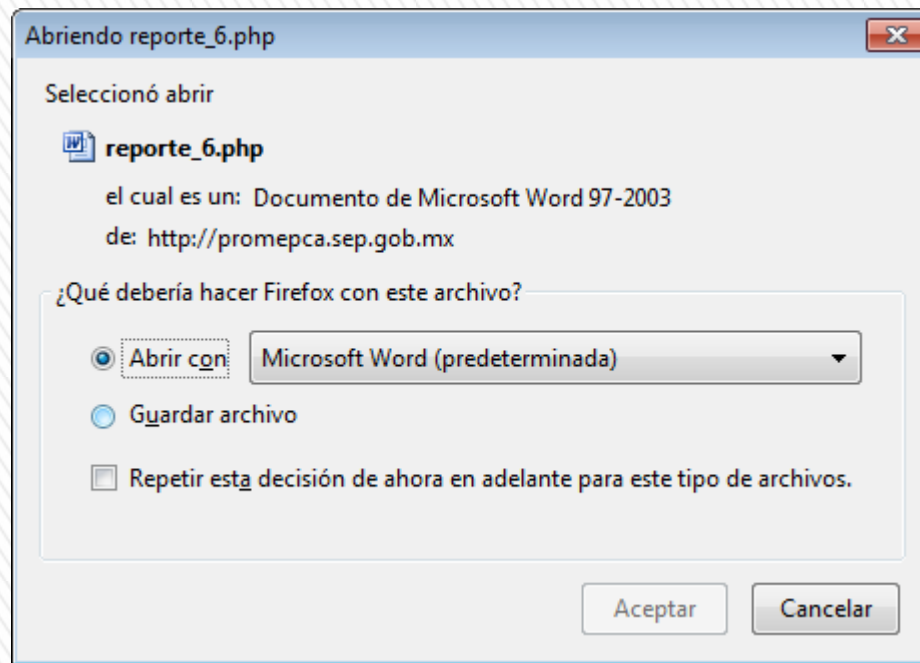 Abriendo reporte_6.php
Seleccionó abrir
reporte_6.php
el cual es un: Documento de Microsoft Word 97-2003
de: http://promepca.sep.gob.mx
¿Qué debería hacer Firefox con este archivo?
Abrir con Microsoft Word (predeterminada)
Guardar archivo
Repetir esta decisión de ahora en adelante para este tipo de archivos.
Aceptar Cancelar